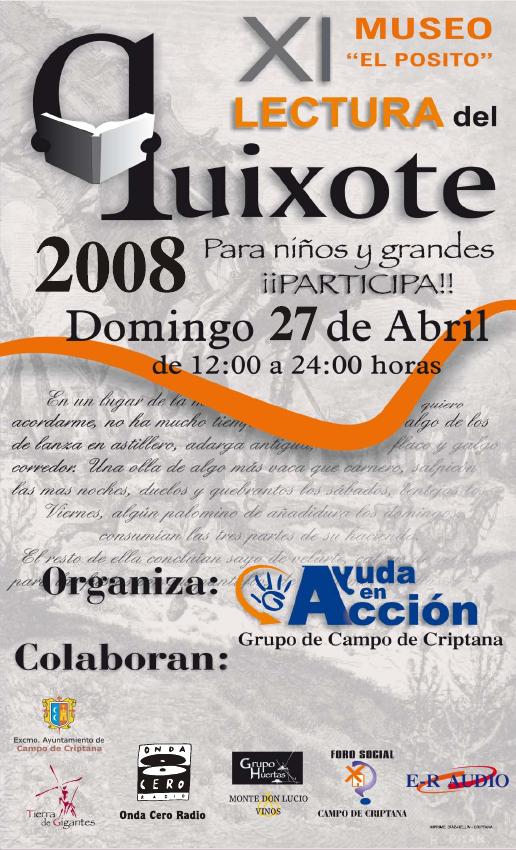 XI MUSEO
“EL POSITO”
LECTURA del
Quixote
2008 Para niños y grandes
¡¡PARTICIPA!!
Domingo 27 de Abril
de 12:00 a 24:00 horas
En un lugar de la quiero
acordarme, no ha mucho algo de los
de lanza en astillero, adarga antigua, flaco y galgo
corredor. Una olla de algo más vaca que carnero, salpicón
las mas noches, duelos y quebrantos los sábados, lentejas los
Viernes, algún palomino de añadidura los domingos,
consumian las tres partes de su hacienda.
El resto de ella concluían sayo de velarte,
Organiza:
Ayuda
en
Acción
Grupo de Campo de Criptana
Colaboran:
Excmo. Ayuntamiento de
Campo de Criptana
Tierra
de Gigantes
ONDA
CERO
RADIO
Onda Cero Radio
Grupo
Huertas
MONTE DON LUCIO
VINOS
FORO SOCIAL
CAMPO DE CRIPTANA
E-R AUDIO